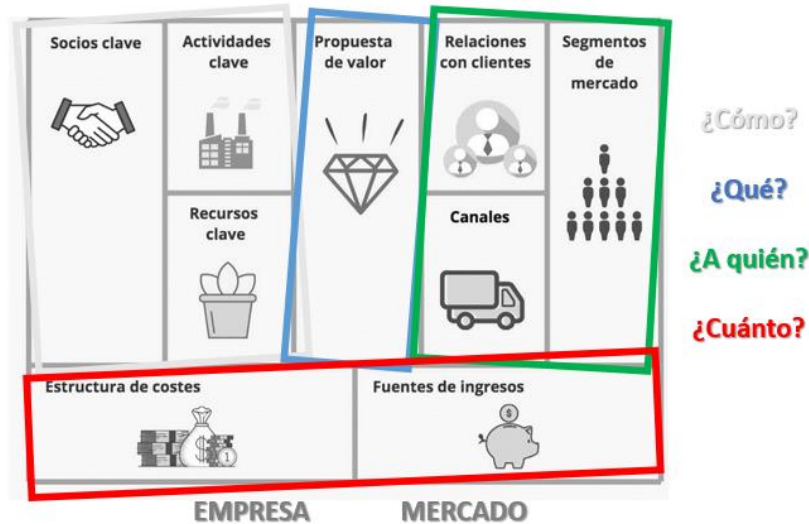 Socios clave
Actividades
clave
Propuesta
de valor
Relaciones
con clientes
Segmentos
de
mercado
Recursos
clave
Canales
Estructura de costes
Fuentes de ingresos
$
1
$
¿Cómo?
¿Qué?
¿A quién?
¿Cuánto?
EMPRESA
MERCADO